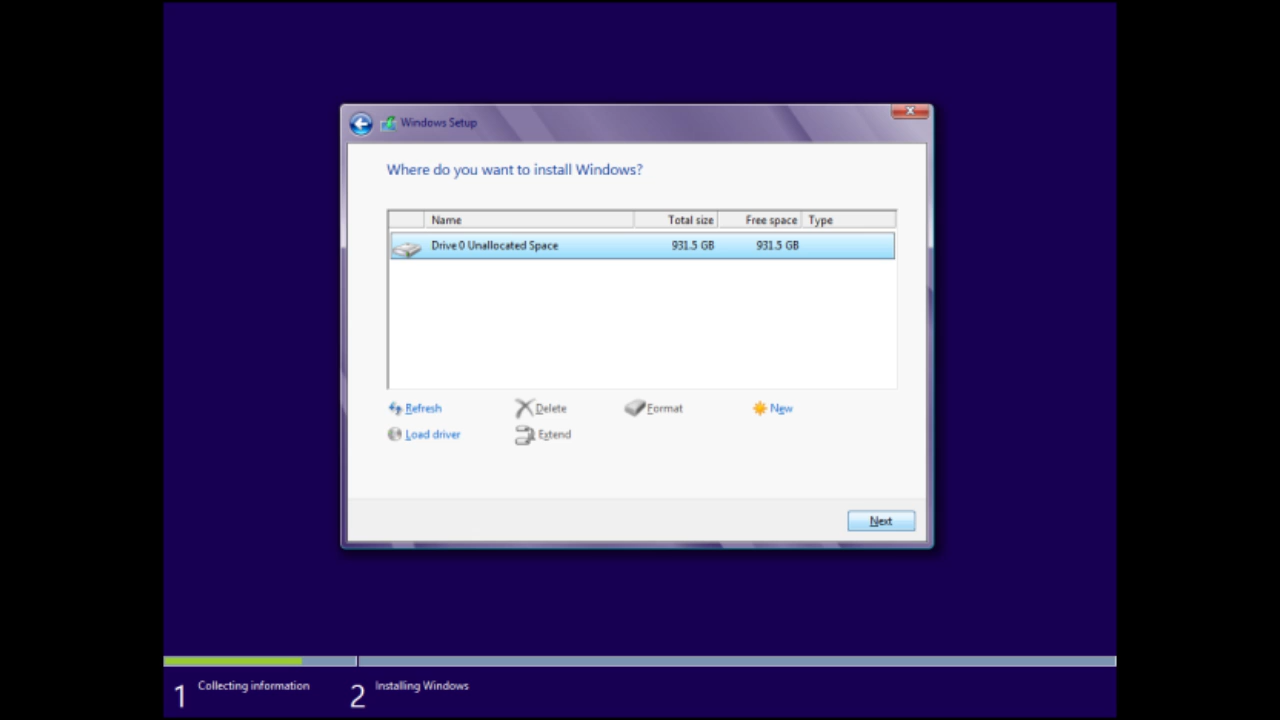 Windows Setup
Where do you want to install Windows?
Name Total size Free space Type
Drive 0 Unallocated Space 931.5 GB 931.5 GB
Refresh Delete Format New
Load driver Extend
Next
1 Collecting information 2 Installing Windows